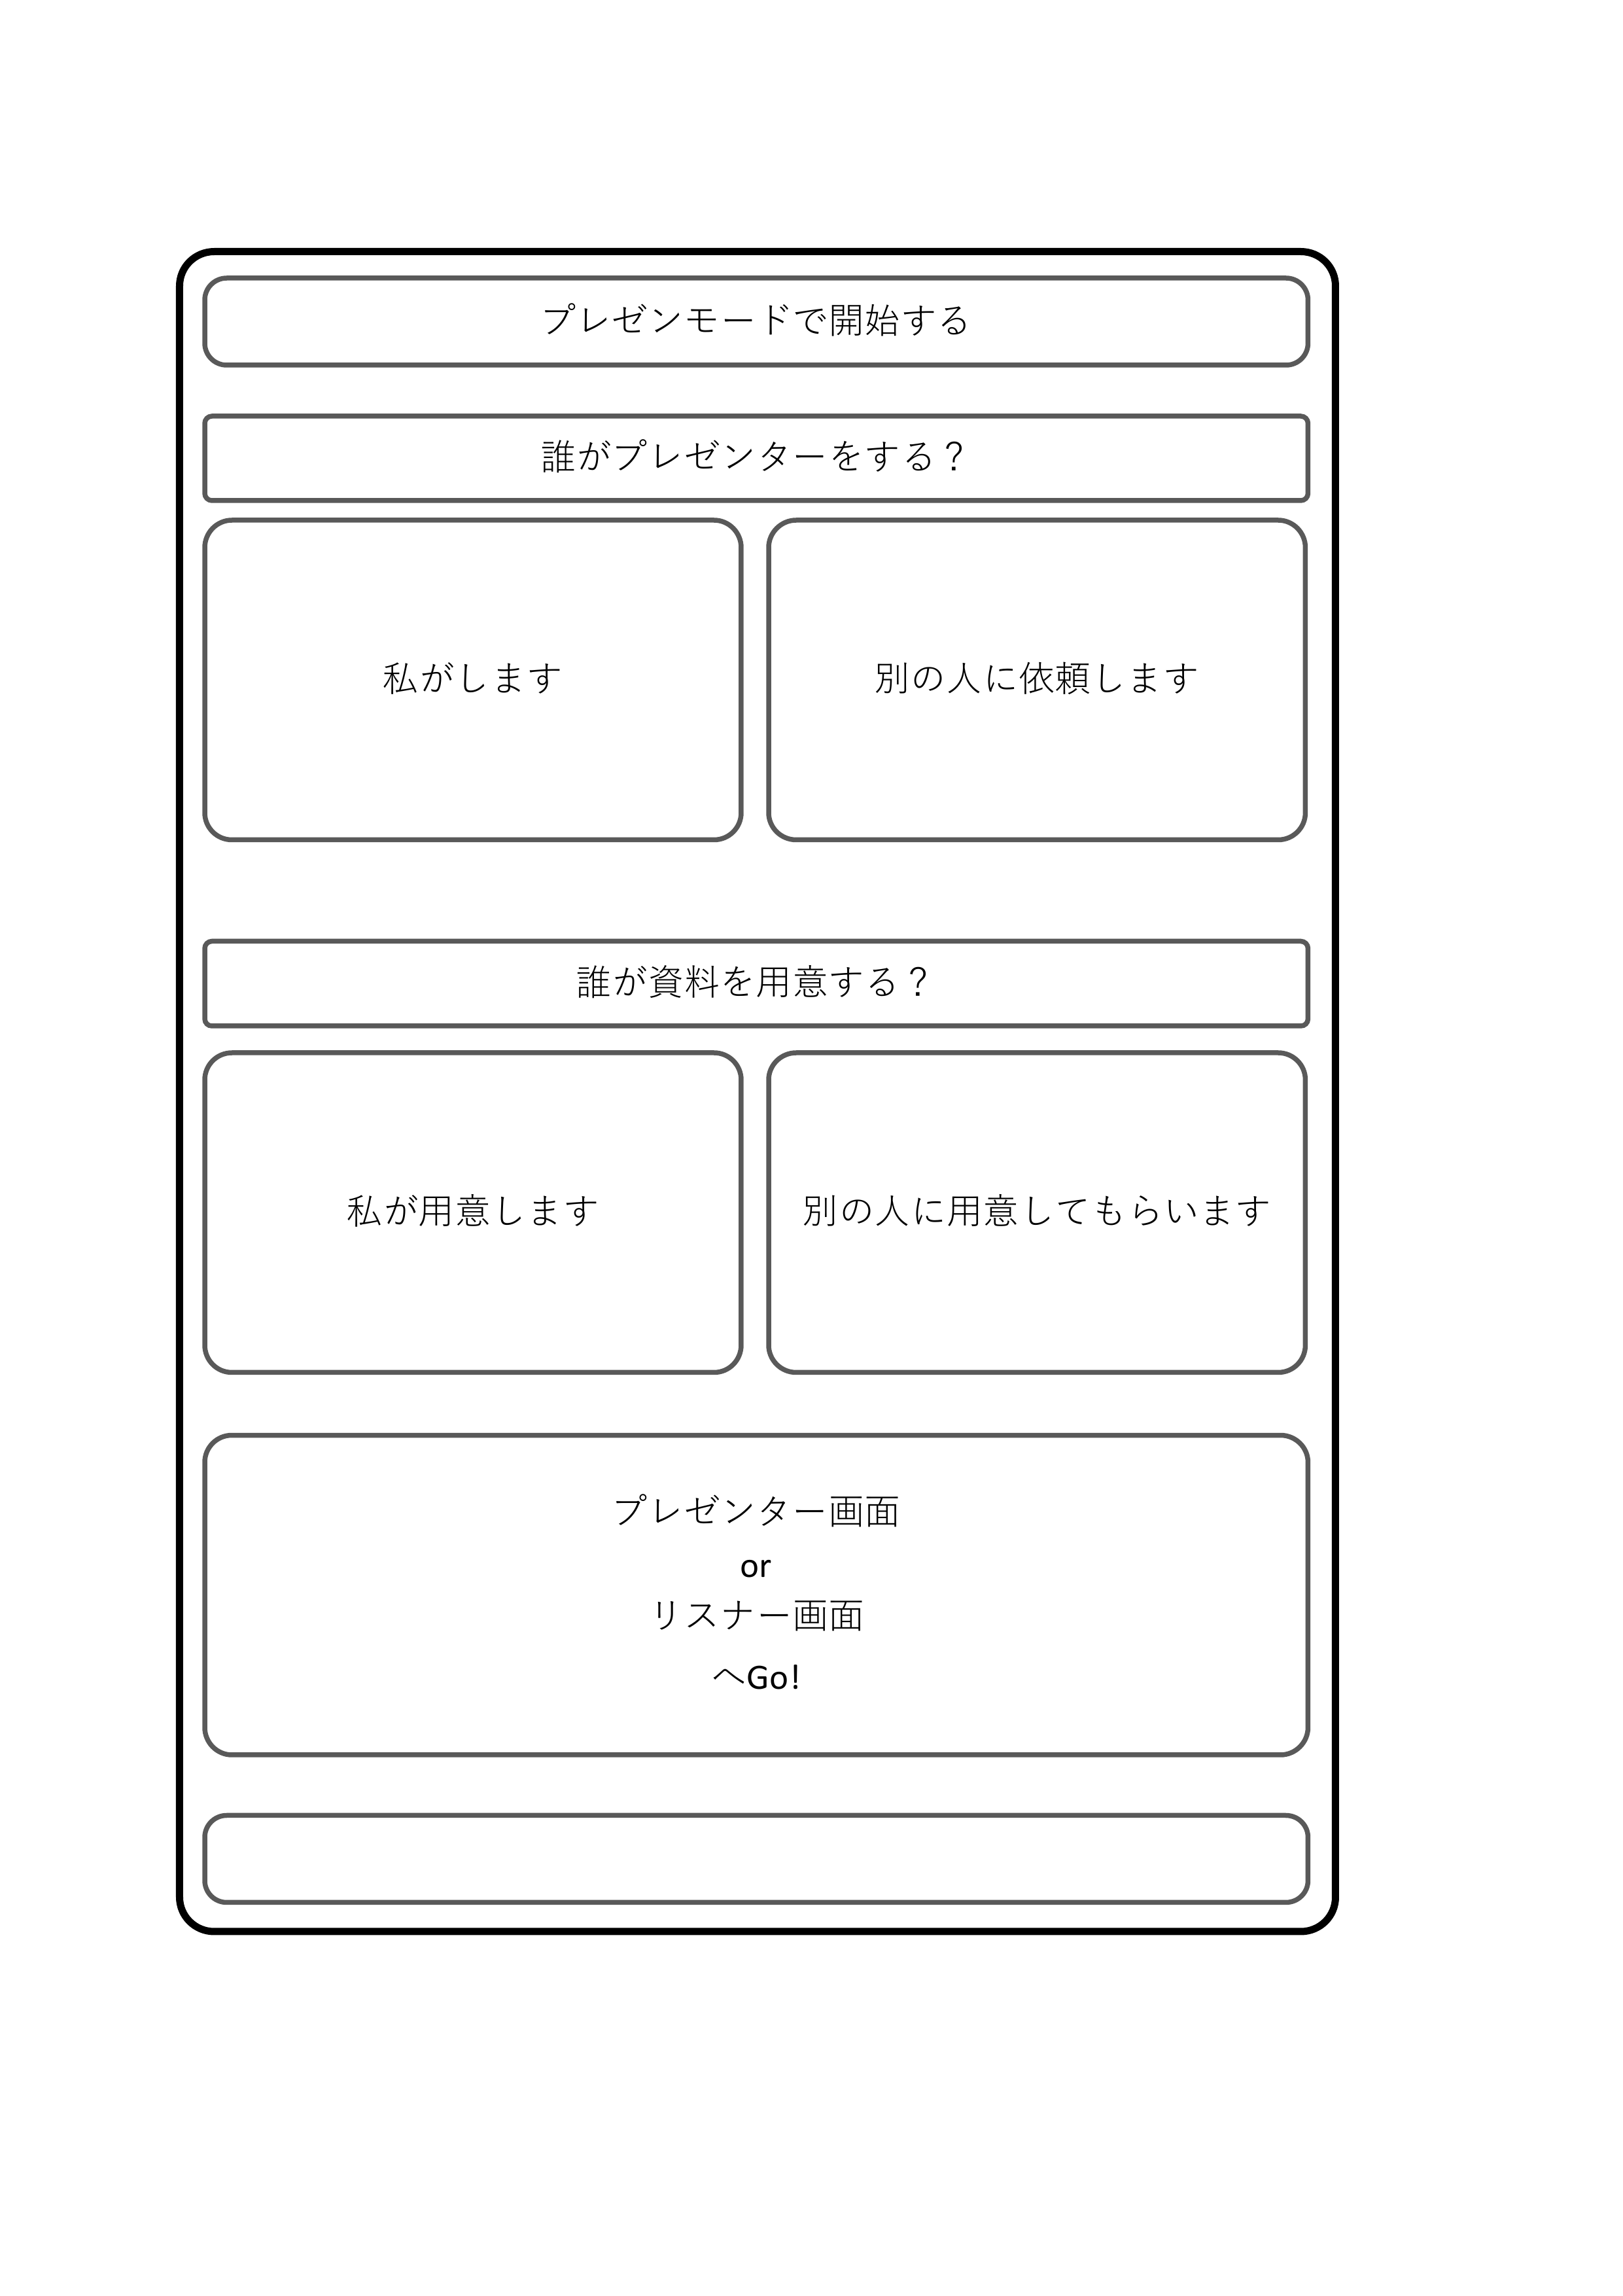 プレゼンモードで開始する
誰がプレゼンターをする？
私がします
別の人に依頼します
誰が資料を用意する？
私が用意します
別の人に用意してもらいます
プレゼンター画面
or
リスナー画面
へGo!